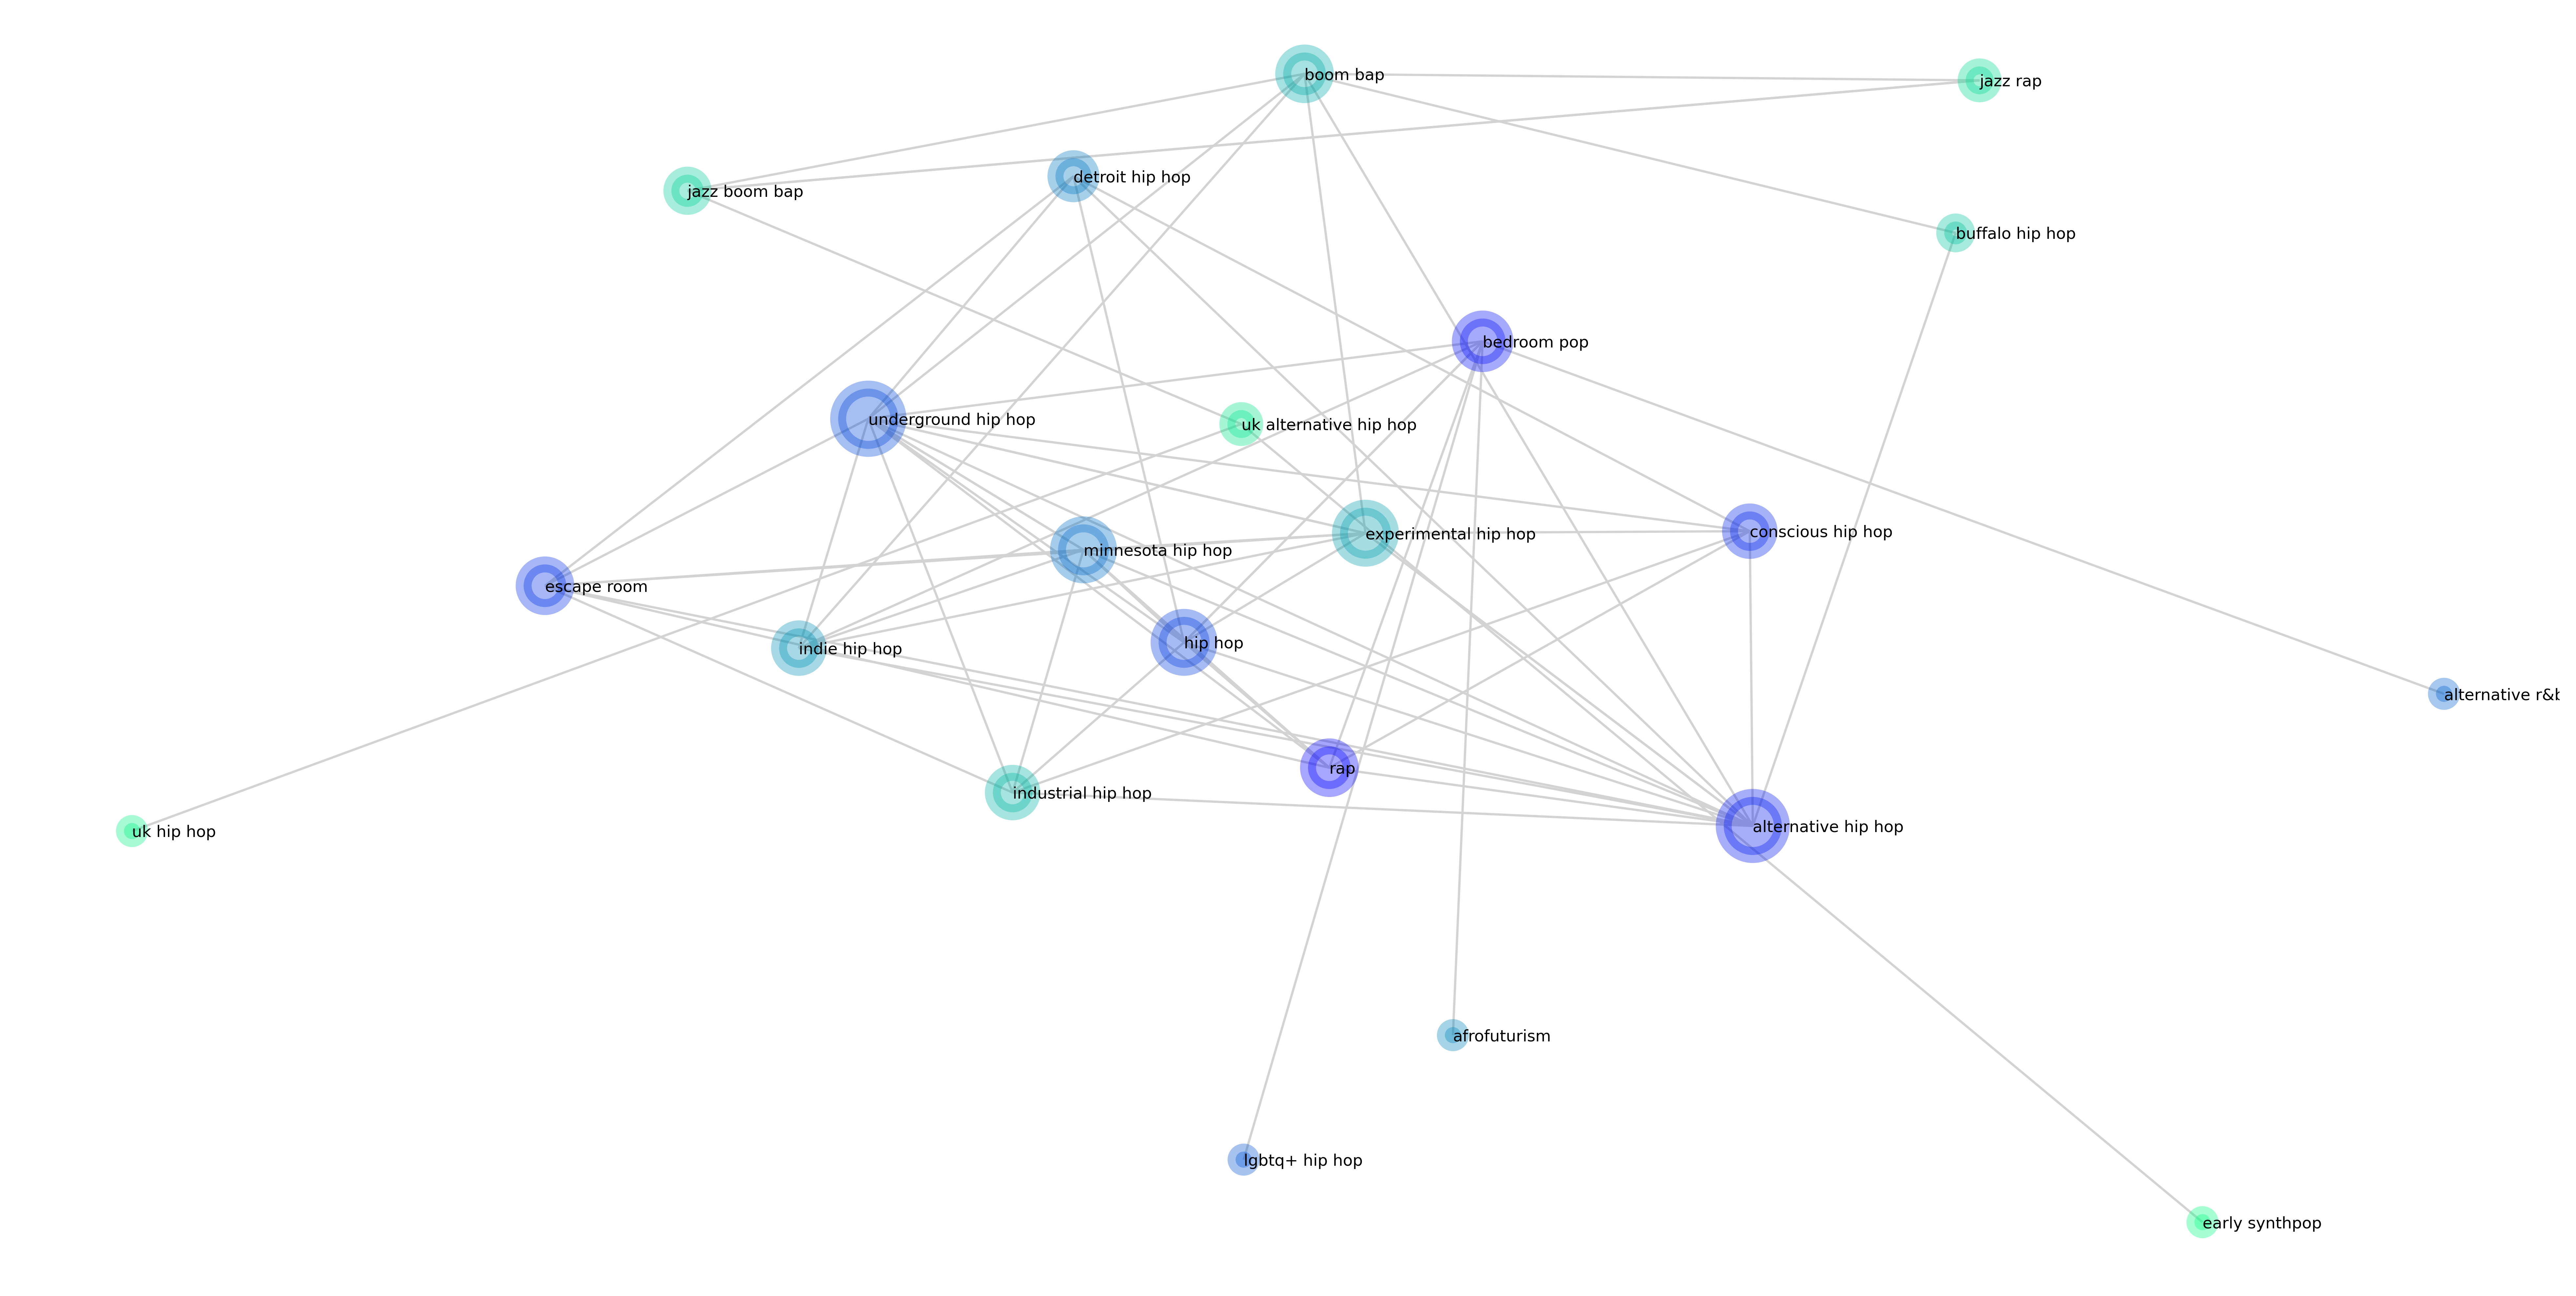 boom bap
jazz rap
detroit hip hop
jazz boom bap
buffalo hip hop
bedroom pop
underground hip hop
uk alternative hip hop
experimental hip hop
conscious hip hop
minnesota hip hop
escape room
hip hop
indie hip hop
alternative r&b
rap
industrial hip hop
alternative hip hop
uk hip hop
afrofuturism
lgbtq+ hip hop
early synthpop